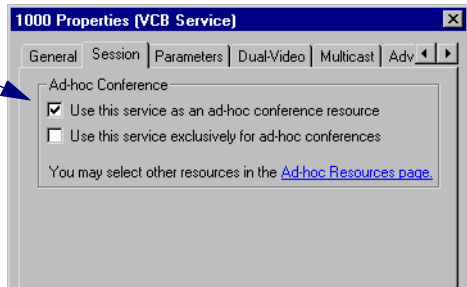 1000 Properties (VCB Service)
General Session Parameters Dual-Video Multicast Adv
Ad-hoc Conference
Use this service as an ad-hoc conference resource
Use this service exclusively for ad-hoc conferences
You may select other resources in the Ad-hoc Resources page.